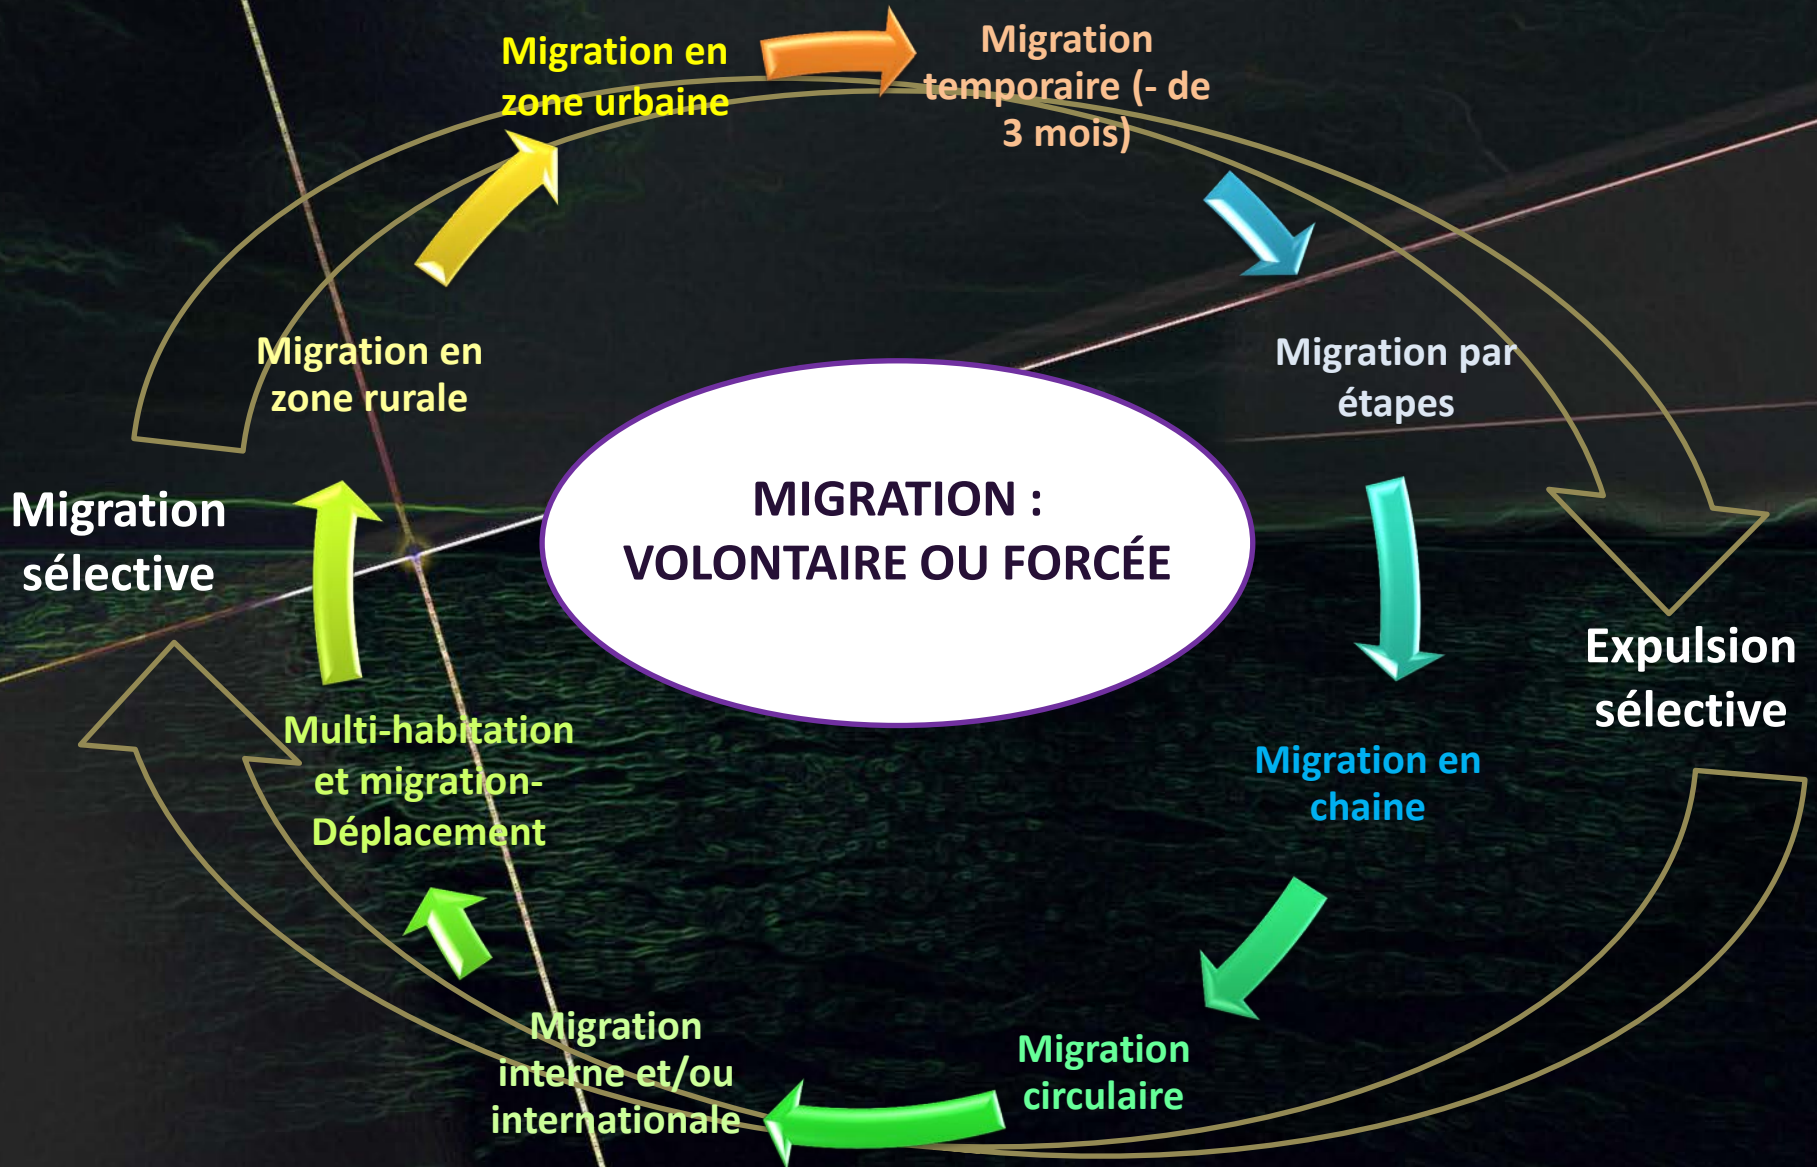 Migration en
zone urbaine
Migration
temporaire (- de
3 mois)
Migration en
zone rurale
Migration par
étapes
MIGRATION :
VOLONTAIRE OU FORCÉE
Migration
sélective
Expulsion
sélective
Multi-habitation
et migration-
Déplacement
Migration en
chaine
Migration
interne et/ou
internationale
Migration
circulaire